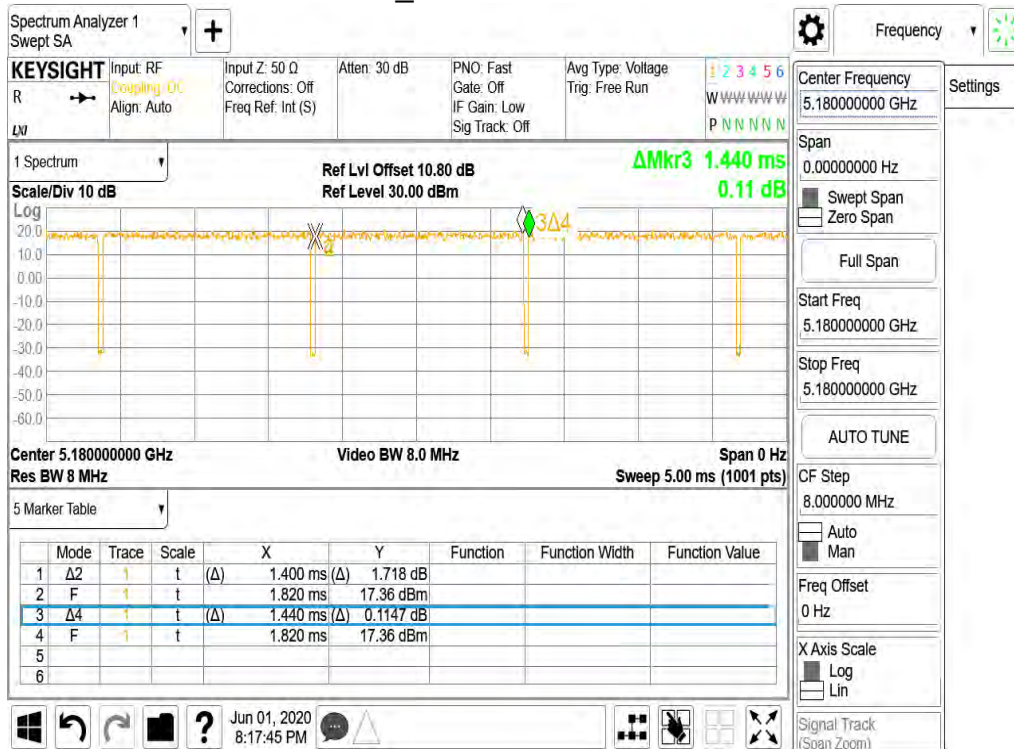 Spectrum Analyzer 1
Swept SA
Frequency
KEYSIGHT
R
LXI
Input: RF
Coupling: DC
Align: Auto
Input Z: 50 Ω
Corrections: Off
Freq Ref: Int (S)
Atten: 30 dB
PNO: Fast
Gate: Off
IF Gain: Low
Sig Track: Off
Avg Type: Voltage
Trig: Free Run
1 2 3 4 5 6
W W W W W W
P N N N N N
1 Spectrum
Scale/Div 10 dB
Ref Lvl Offset 10.80 dB
Ref Level 30.00 dBm
ΔMkr3 1.440 ms
0.11 dB
Log
20.0
10.0
0.00
-10.0
-20.0
-30.0
-40.0
-50.0
-60.0
3Δ4
Center 5.180000000 GHz
Res BW 8 MHz
Video BW 8.0 MHz
Span 0 Hz
Sweep 5.00 ms (1001 pts)
5 Marker Table
Mode Trace Scale X Y Function Function Width Function Value
1 Δ2 1 t (Δ) 1.400 ms (Δ) 1.718 dB
2 F 1 t 1.820 ms 17.36 dBm
3 Δ4 1 t (Δ) 1.440 ms (Δ) 0.1147 dB
4 F 1 t 1.820 ms 17.36 dBm
5
6
Jun 01, 2020
8:17:45 PM
Center Frequency
5.180000000 GHz
Settings
Span
0.00000000 Hz
Swept Span
Zero Span
Full Span
Start Freq
5.180000000 GHz
Stop Freq
5.180000000 GHz
AUTO TUNE
CF Step
8.000000 MHz
Auto
Man
Freq Offset
0 Hz
X Axis Scale
Log
Lin
Signal Track
(Span Zoom)